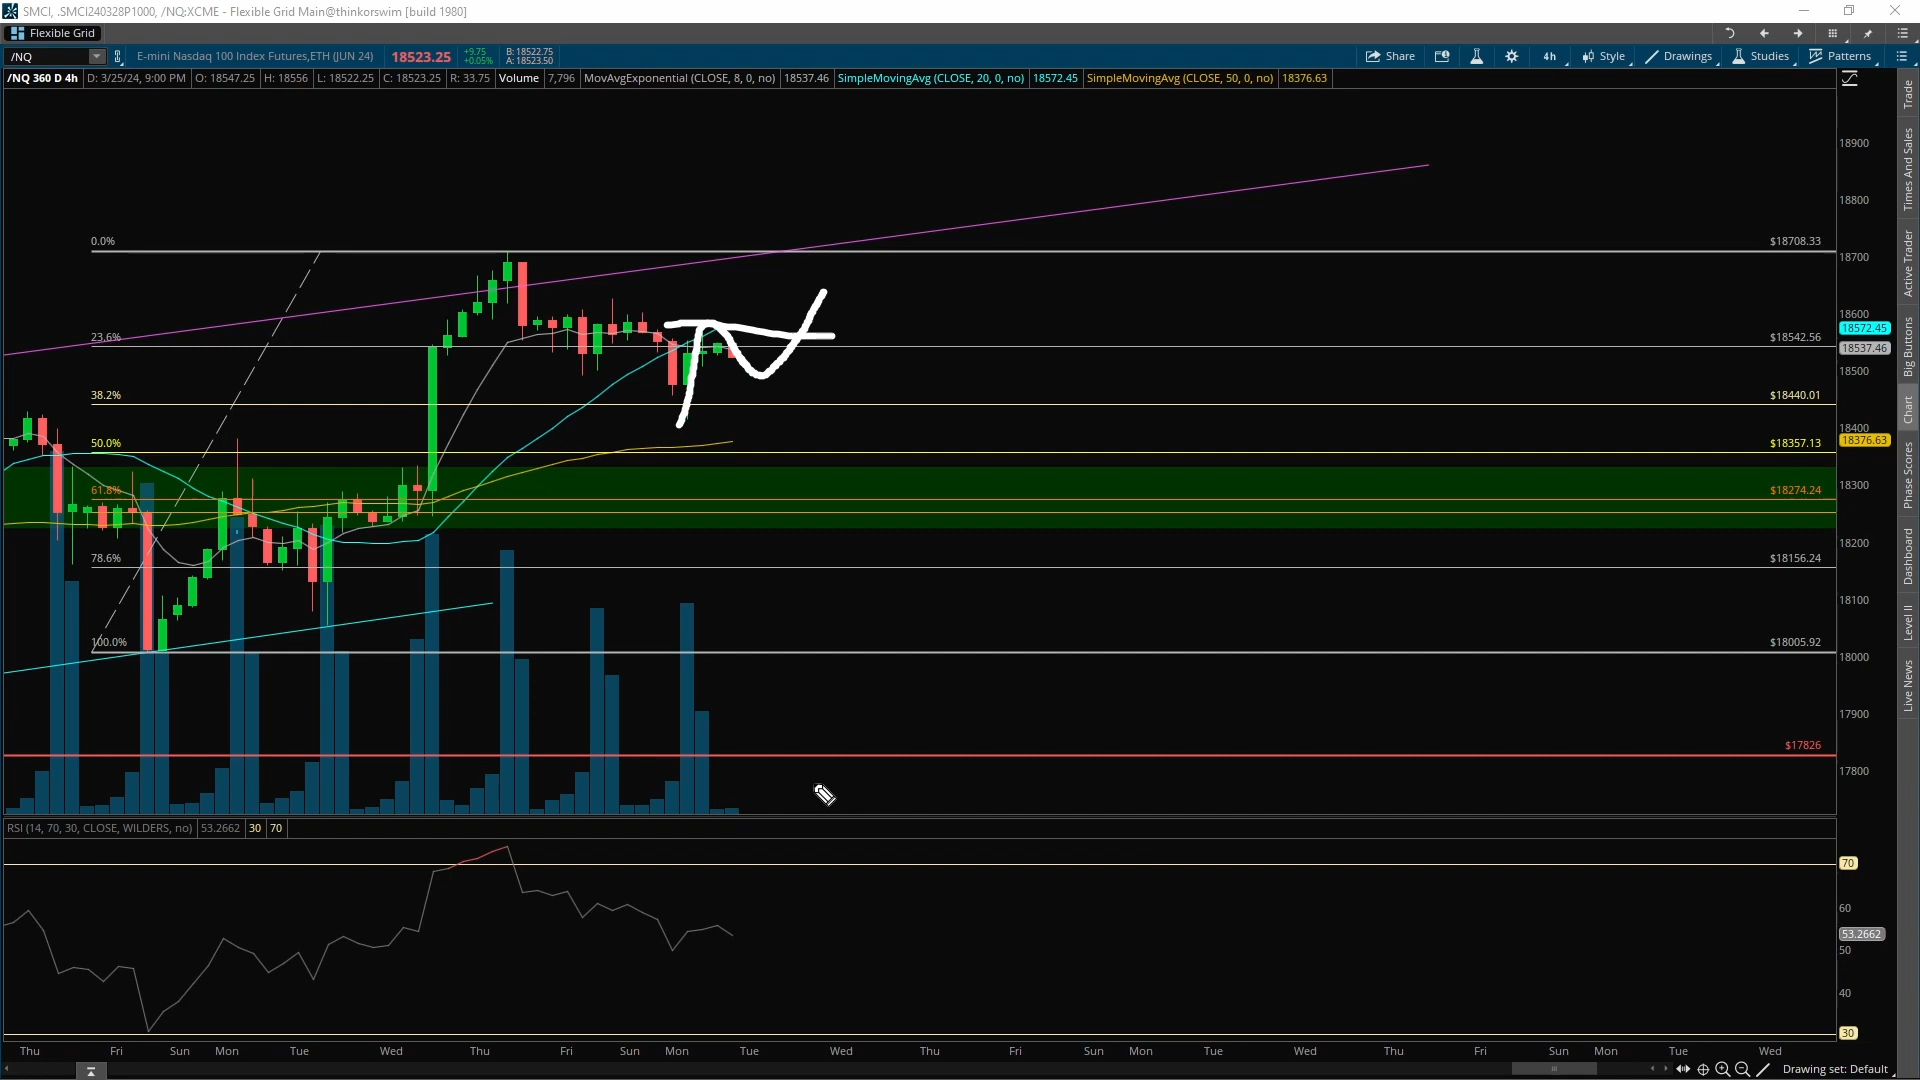 SMCI, .SMCI240328P1000, /NQ:XCME - Flexible Grid Main@thinkorswim [build 1980]
Flexible Grid
/NQ E-mini Nasdaq 100 Index Futures,ETH (JUN 24) 18523.25 +9.75 +0.05% B: 18522.75 A: 18523.50 Share 4h Style Drawings Studies Patterns
/NQ 360 D 4h D: 3/25/24, 9:00 PM O: 18547.25 H: 18556 L: 18522.25 C: 18523.25 R: 33.75 Volume 7,796 MovAvgExponential (CLOSE, 8, 0, no) 18537.46 SimpleMovingAvg (CLOSE, 20, 0, no) 18572.45 SimpleMovingAvg (CLOSE, 50, 0, no) 18376.63
18900
18800
0.0% $18708.33
18700
18600
18572.45
23.6% $18542.56
18537.46
18500
38.2% $18440.01
18400
18376.63
50.0% $18357.13
18300
61.8% $18274.24
18200
78.6% $18156.24
18100
100.0% $18005.92
18000
17900
$17826
17800
RSI (14, 70, 30, CLOSE, WILDERS, no) 53.2662 30 70
70
60
53.2662
50
40
30
Thu Fri Sun Mon Tue Wed Thu Fri Sun Mon Tue Wed Thu Fri Sun Mon Tue Wed Thu Fri Sun Mon Tue Wed
Drawing set: Default
Trade
Times And Sales
Active Trader
Big Buttons
Chart
Phase Scores
Dashboard
Level II
Live News